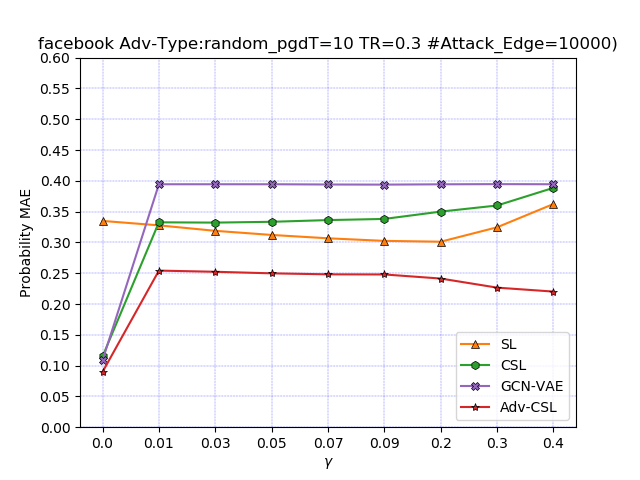 facebook Adv-Type:random_pgdT=10 TR=0.3 #Attack_Edge=10000)
0.60
0.55
0.50
0.45
0.40
0.35
0.30
0.25
0.20
0.15
0.10
0.05
0.00
Probability MAE
SL
CSL
GCN-VAE
Adv-CSL
0.0 0.01 0.03 0.05 0.07 0.09 0.2 0.3 0.4
γ